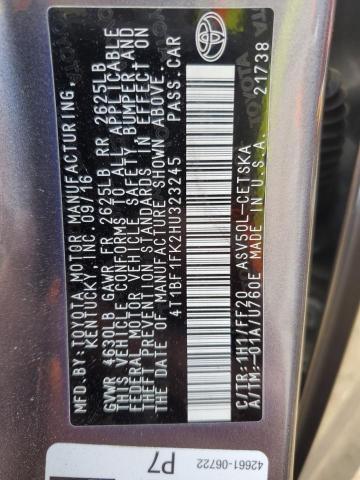 MFD.BY:TOYOTA MOTOR MANUFACTURING,
KENTUCKY, INC. 09/16
GVWR 4630LB GAWR FR 2625LB RR 2625LB
THIS VEHICLE CONFORMS TO ALL APPLICABLE
FEDERAL MOTOR VEHICLE SAFETY, BUMPER, AND
THEFT PREVENTION STANDARDS IN EFFECT ON
THE DATE OF MANUFACTURE SHOWN ABOVE.
4T1BF1FK2HU323245 PASS.CAR
C/TR:1H1/FF20 ASV50L-CETSKA
A/TM:-01A/U760E U.S.A.
21738
TOYOTA
42661-06722
P7